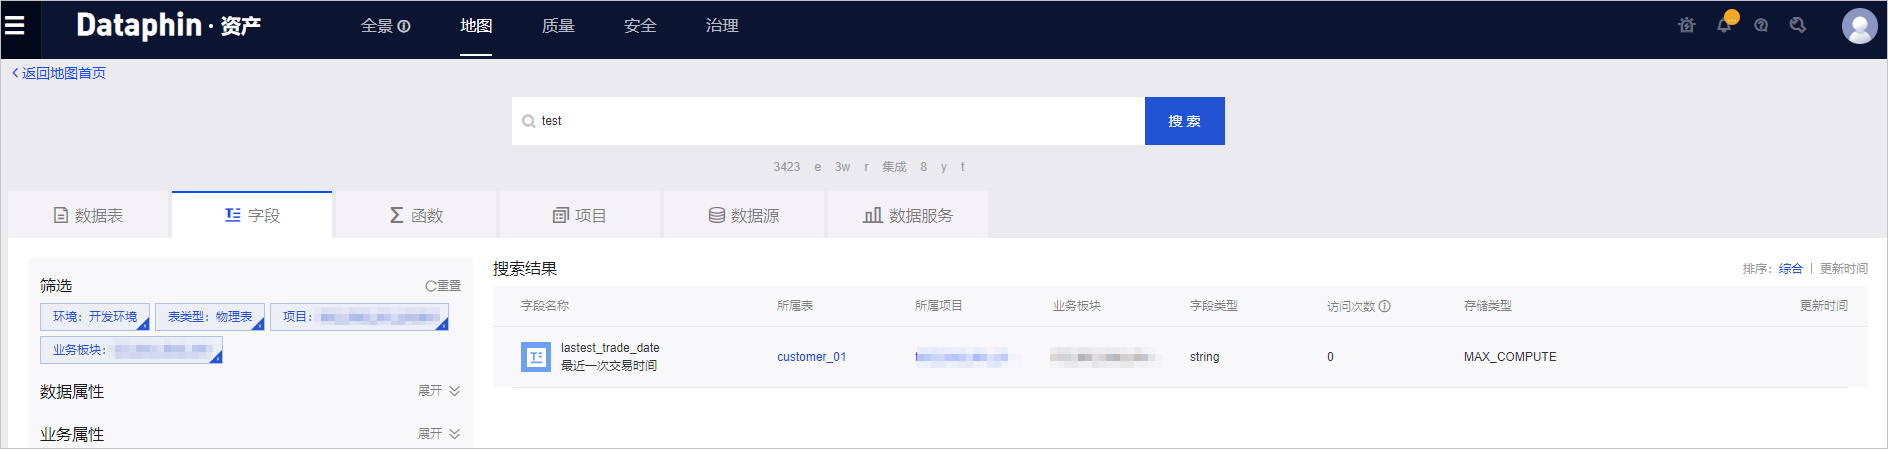 Dataphin · 资产 全景 地图 质量 安全 治理
返回地图首页
test 搜 索
3423 e 3w r 集成 8 y t
数据表 字段 函数 项目 数据源 数据服务
筛选 重置
环境：开发环境 表类型：物理表 项目：
业务板块：
数据属性 展开
业务属性 展开
搜索结果 排序：综合 | 更新时间
字段名称 所属表 所属项目 业务板块 字段类型 访问次数 存储类型 更新时间
lastest_trade_date customer_01 string 0 MAX_COMPUTE
最近一次交易时间